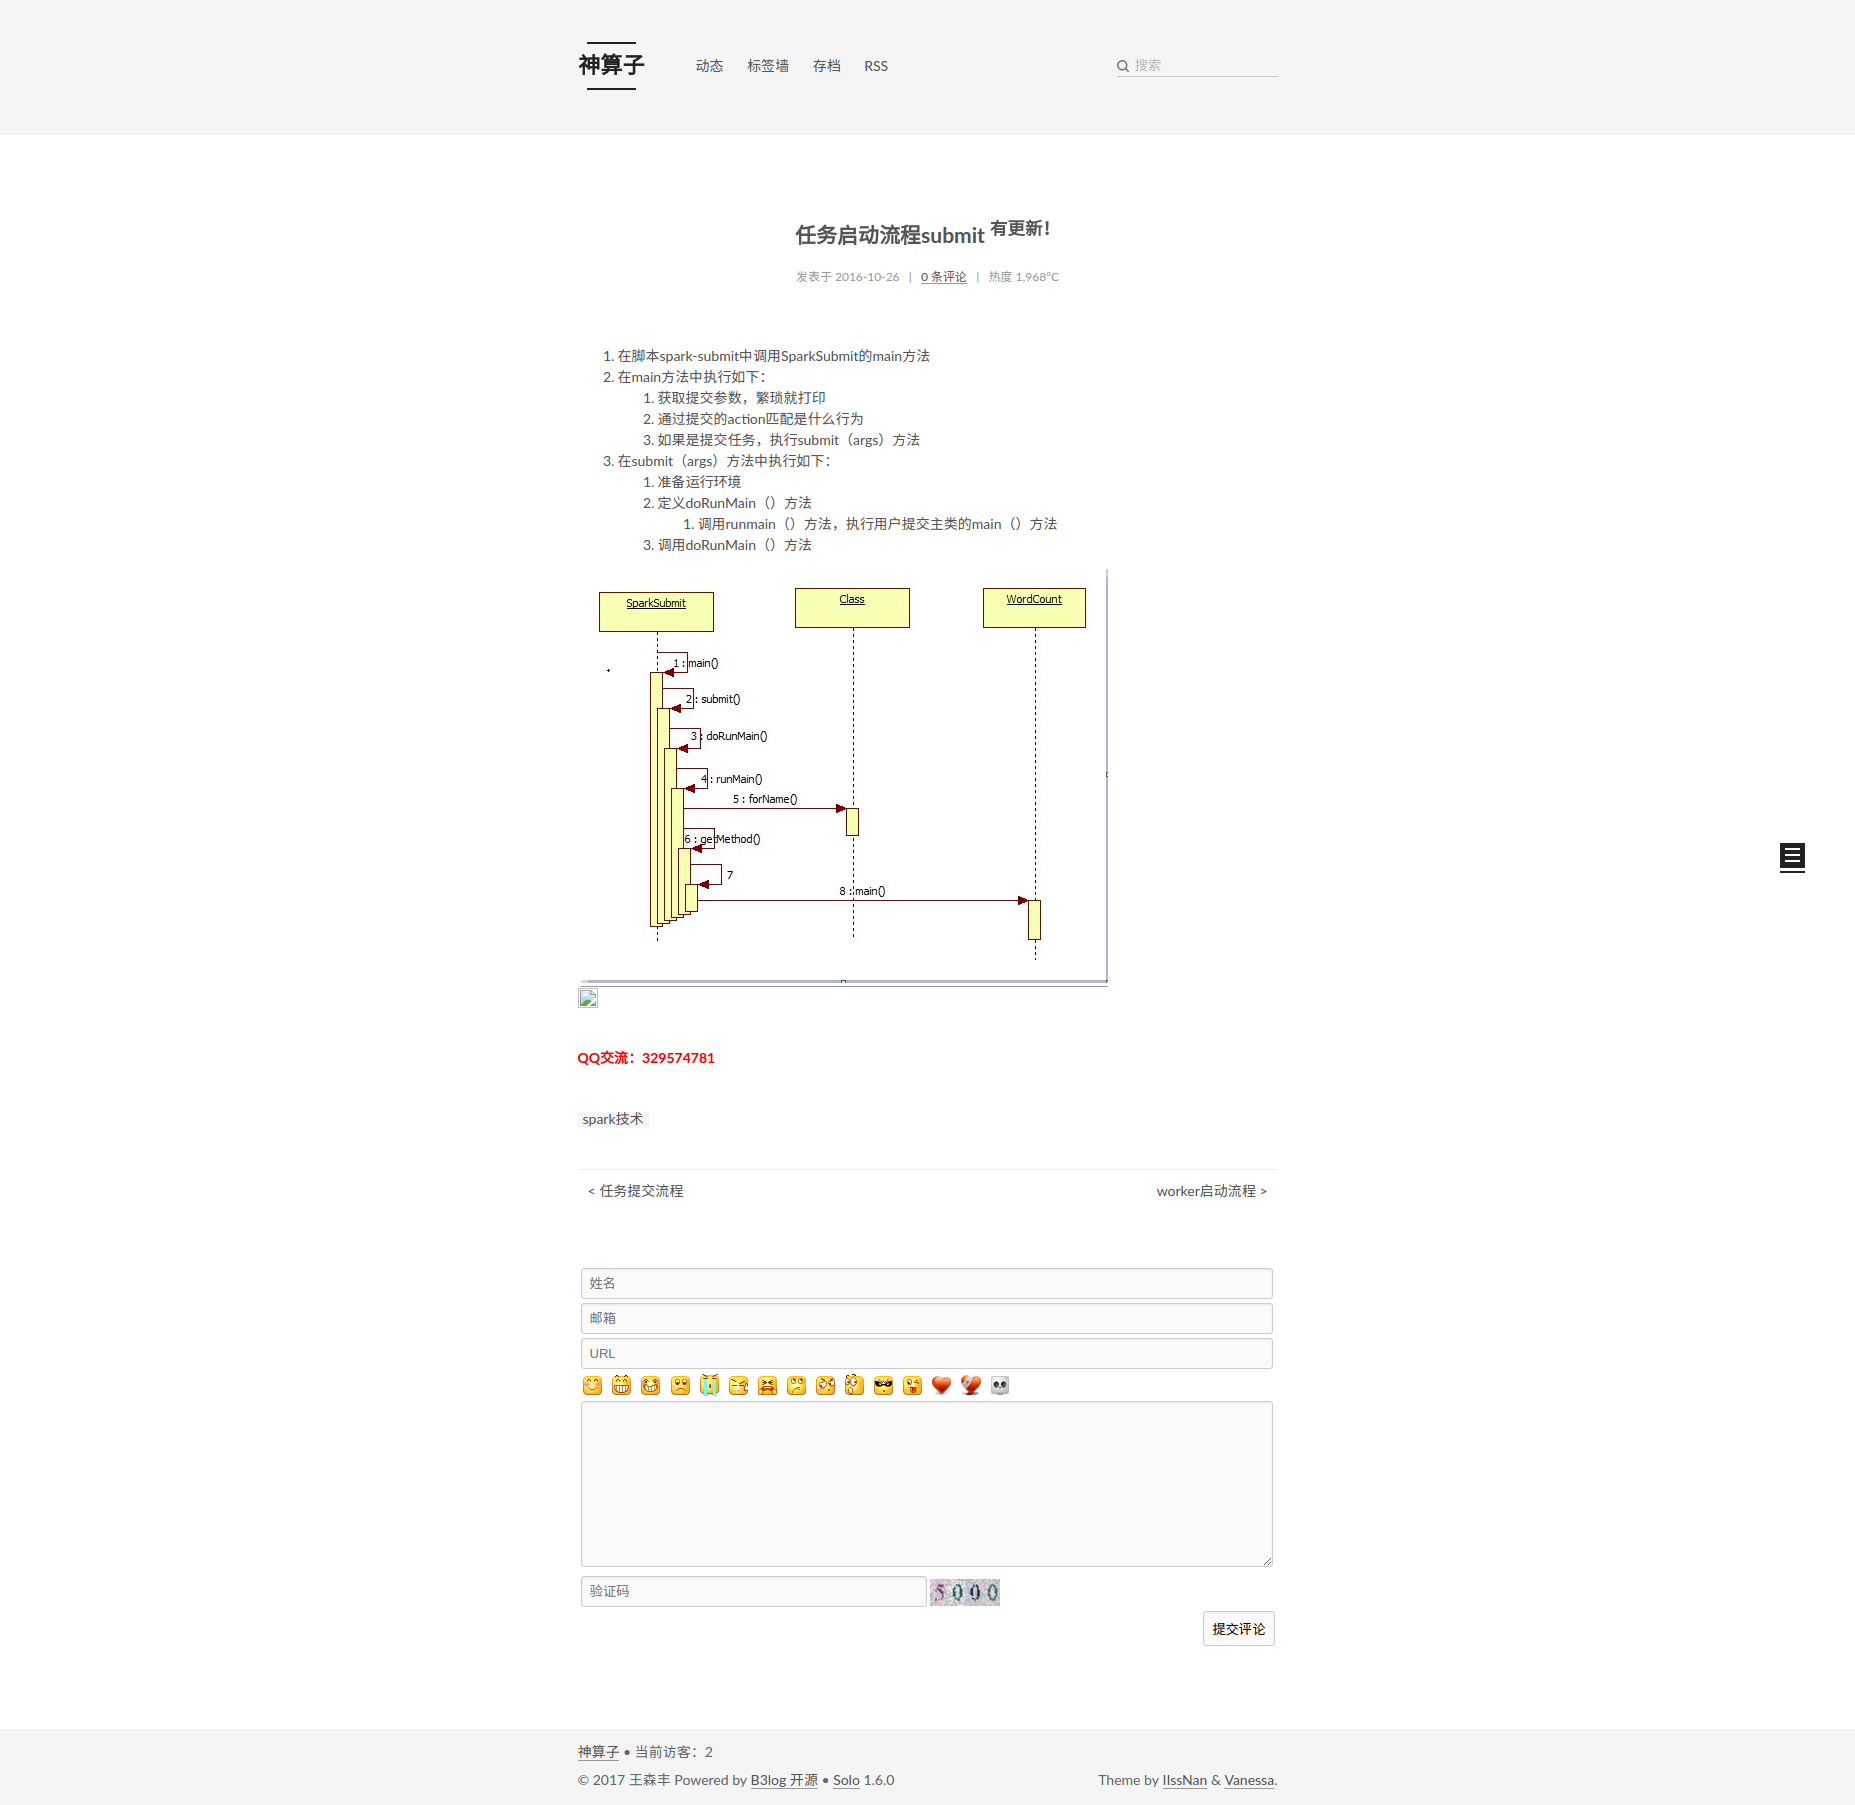 神算子
动态 标签墙 存档 RSS
搜索
任务启动流程submit 有更新！
发表于 2016-10-26 | 0 条评论 | 热度 1,968°C
1. 在脚本spark-submit中调用SparkSubmit的main方法
2. 在main方法中执行如下：
1. 获取提交参数，繁琐就打印
2. 通过提交的action匹配是什么行为
3. 如果是提交任务，执行submit（args）方法
3. 在submit（args）方法中执行如下：
1. 准备运行环境
2. 定义doRunMain（）方法
1. 调用runmain（）方法，执行用户提交主类的main（）方法
3. 调用doRunMain（）方法
SparkSubmit
Class
WordCount
1 : main()
2 : submit()
3 : doRunMain()
4 : runMain()
5 : forName()
6 : getMethod()
7
8 : main()
QQ交流：329574781
spark技术
< 任务提交流程
worker启动流程 >
姓名
邮箱
URL
验证码
5000
提交评论
神算子 • 当前访客：2
© 2017 王森丰 Powered by B3log 开源 • Solo 1.6.0
Theme by IIssNan & Vanessa.